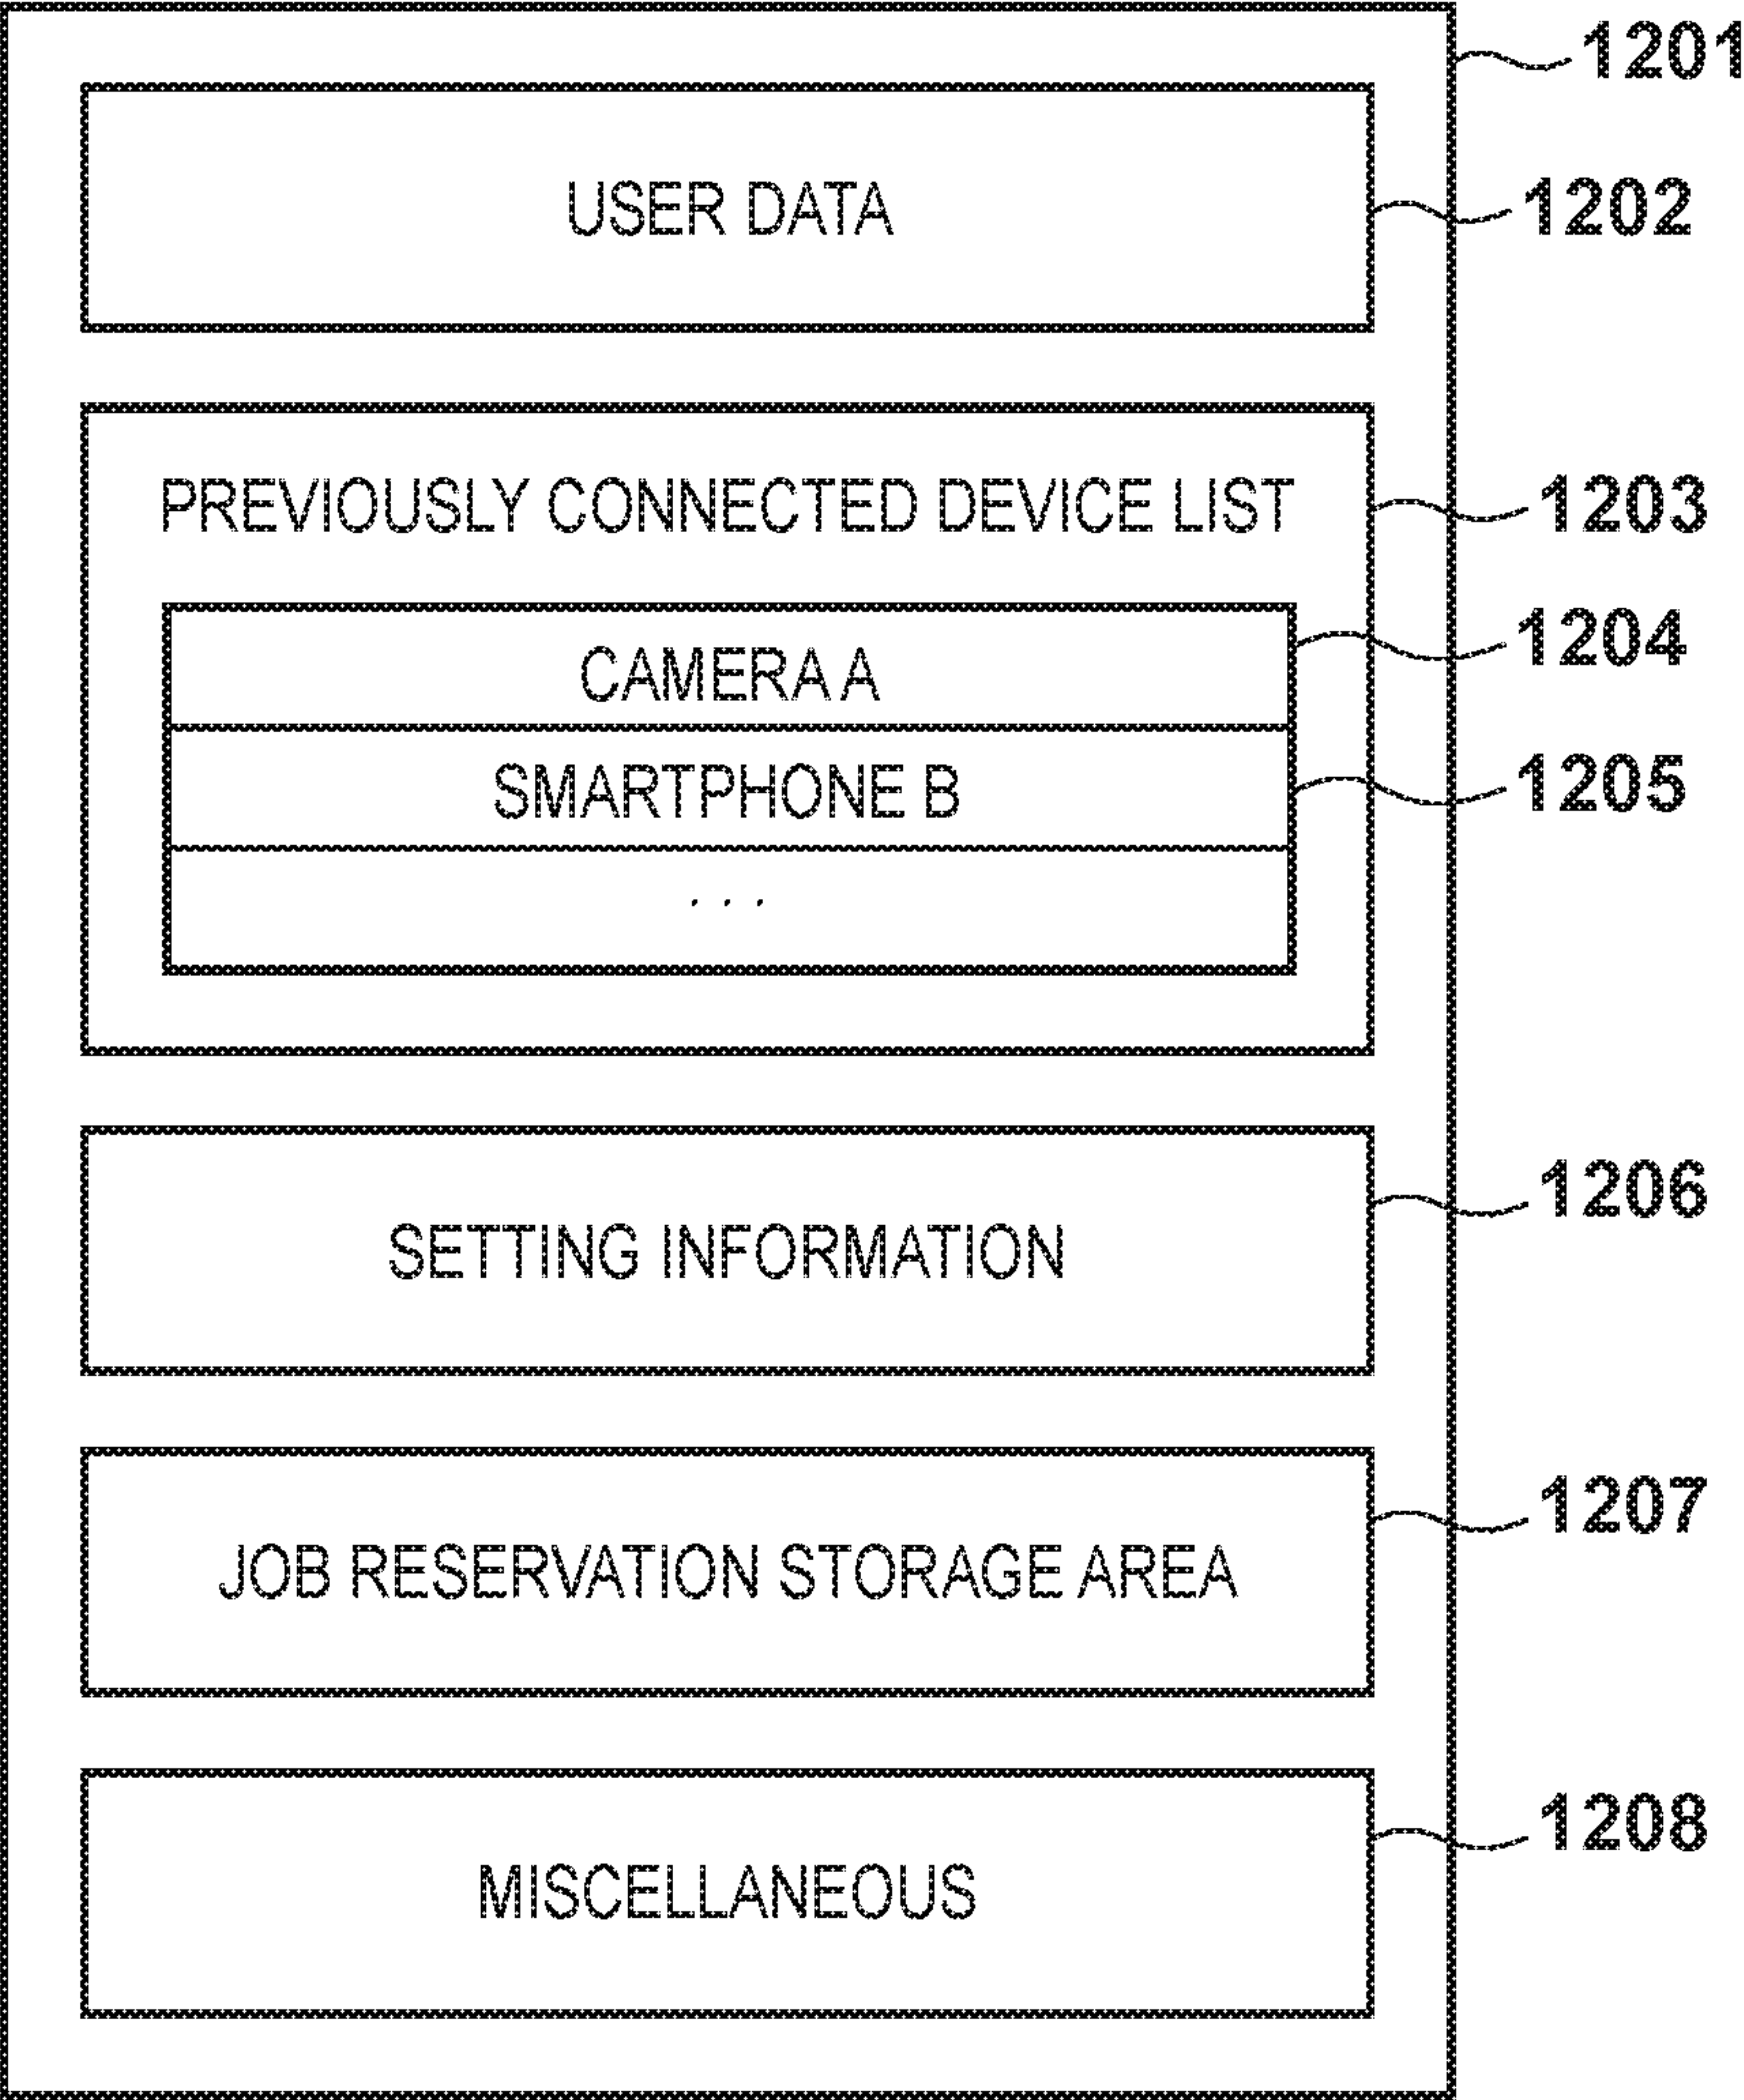 1201
USER DATA 1202
PREVIOUSLY CONNECTED DEVICE LIST 1203
CAMERA A 1204
SMARTPHONE B 1205
. . .
SETTING INFORMATION 1206
JOB RESERVATION STORAGE AREA 1207
MISCELLANEOUS 1208